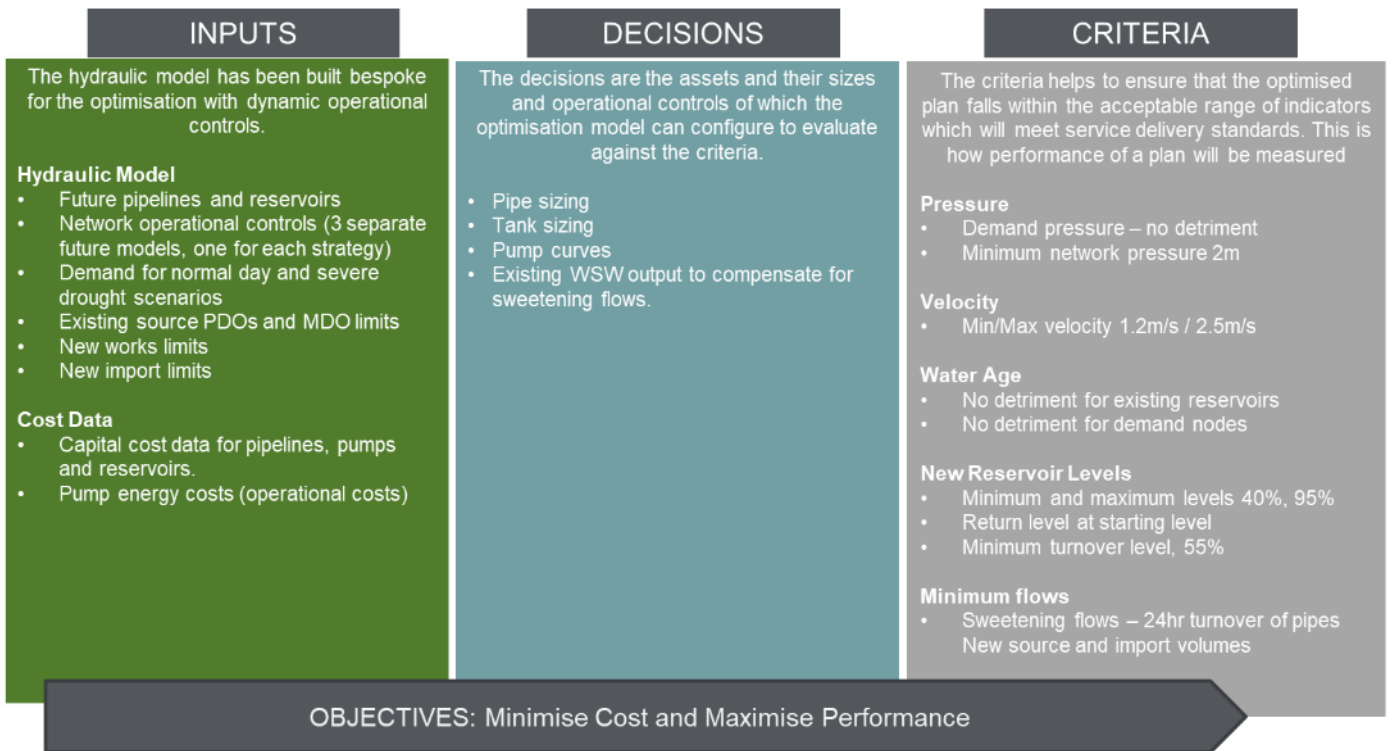 INPUTS
The hydraulic model has been built bespoke
for the optimisation with dynamic operational
controls.
Hydraulic Model
• Future pipelines and reservoirs
• Network operational controls (3 separate
future models, one for each strategy)
• Demand for normal day and severe
drought scenarios
• Existing source PDOs and MDO limits
• New works limits
• New import limits
Cost Data
• Capital cost data for pipelines, pumps
and reservoirs.
• Pump energy costs (operational costs)
DECISIONS
The decisions are the assets and their sizes
and operational controls of which the
optimisation model can configure to evaluate
against the criteria.
• Pipe sizing
• Tank sizing
• Pump curves
• Existing WSW output to compensate for
sweetening flows.
CRITERIA
The criteria helps to ensure that the optimised
plan falls within the acceptable range of indicators
which will meet service delivery standards. This is
how performance of a plan will be measured
Pressure
• Demand pressure – no detriment
• Minimum network pressure 2m
Velocity
• Min/Max velocity 1.2m/s / 2.5m/s
Water Age
• No detriment for existing reservoirs
• No detriment for demand nodes
New Reservoir Levels
• Minimum and maximum levels 40%, 95%
• Return level at starting level
• Minimum turnover level, 55%
Minimum flows
• Sweetening flows – 24hr turnover of pipes
New source and import volumes
OBJECTIVES: Minimise Cost and Maximise Performance